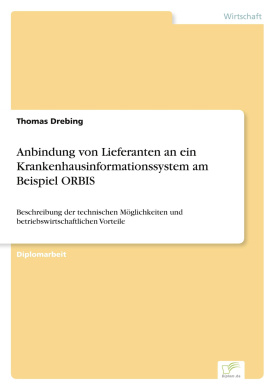 Wirtschaft
Thomas Drebing
Anbindung von Lieferanten an ein
Krankenhausinformationssystem am
Beispiel ORBIS
Beschreibung der technischen Möglichkeiten und
betriebswirtschaftlichen Vorteile
Diplomarbeit
Diplom.de